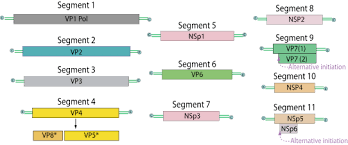 Segment 1
VP1 Pol
Segment 2
VP2
Segment 3
VP3
Segment 4
VP4
VP8* VP5*
Segment 5
NSp1
Segment 6
VP6
Segment 7
NSp3
Segment 8
NSP2
Segment 9
VP7(1)
VP7 (2)
Alternative initiation
Segment 10
NSP4
Segment 11
NSp5
NSp6
Alternative initiation